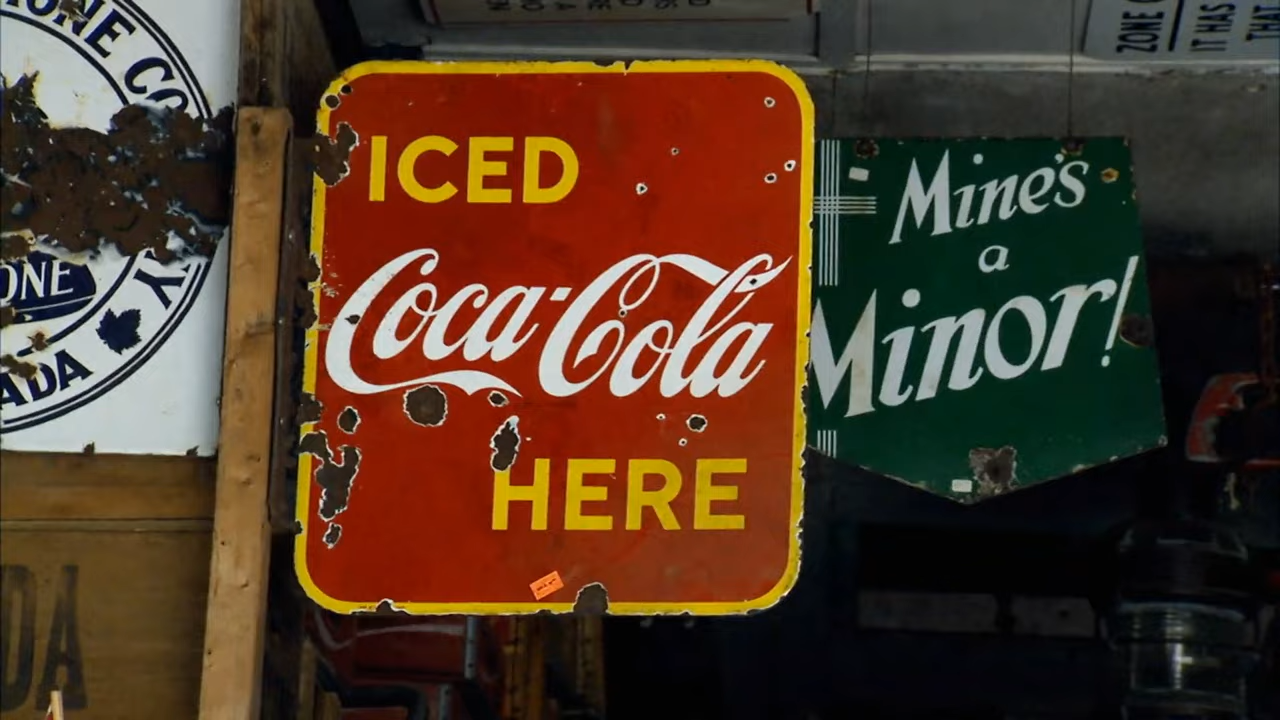 ONE CO
ONE
ADA
DA
ICED
Coca-Cola
HERE
Mine's
a
Minor!
ZONE
IT HAS
THAT